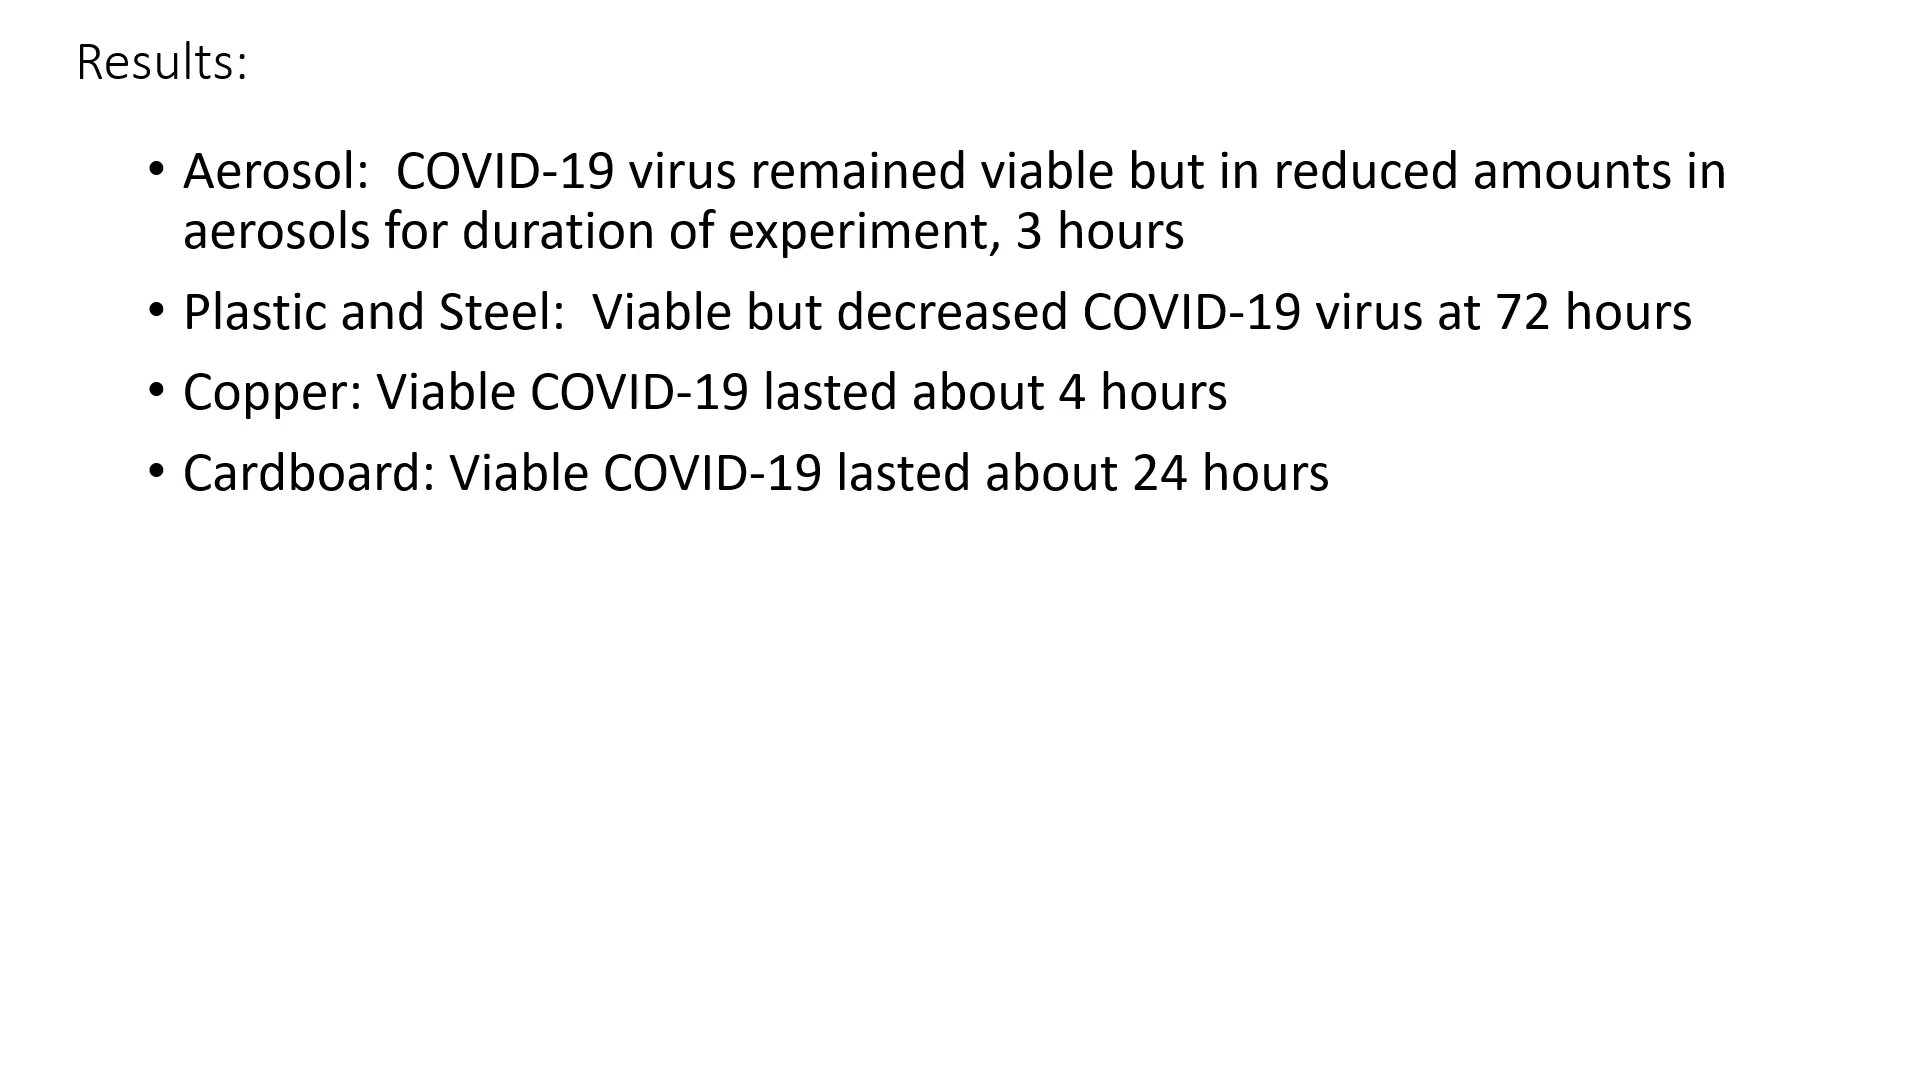 Results:
• Aerosol:  COVID-19 virus remained viable but in reduced amounts in
aerosols for duration of experiment, 3 hours
• Plastic and Steel:  Viable but decreased COVID-19 virus at 72 hours
• Copper: Viable COVID-19 lasted about 4 hours
• Cardboard: Viable COVID-19 lasted about 24 hours